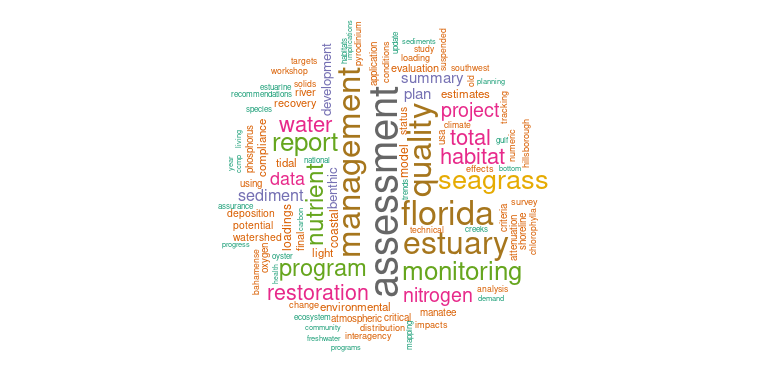 assessment
management
quality
florida
estuary
seagrass
monitoring
nutrient
program
report
restoration
nitrogen
habitat
total
project
water
data
sediment
benthic
development
summary
plan
coastal
model
status
estimates
evaluation
loading
study
sediments
update
suspended
southwest
old
planning
tracking
climate
usa
numeric
gulf
hillsborough
effects
bottom
application
conditions
pyrodinium
implications
habitats
targets
workshop
solids
estuarine
river
recommendations
recovery
species
compliance
phosphorus
living
ccmp
year
tidal
national
using
assurance
deposition
potential
watershed
progress
loadings
final
carbon
oxygen
oyster
bahamense
health
light
trends
technical
creeks
criteria
survey
shoreline
attenuation
chlorophylla
analysis
demand
manatee
impacts
critical
mapping
distribution
interagency
atmospheric
environmental
change
ecosystem
community
freshwater
programs